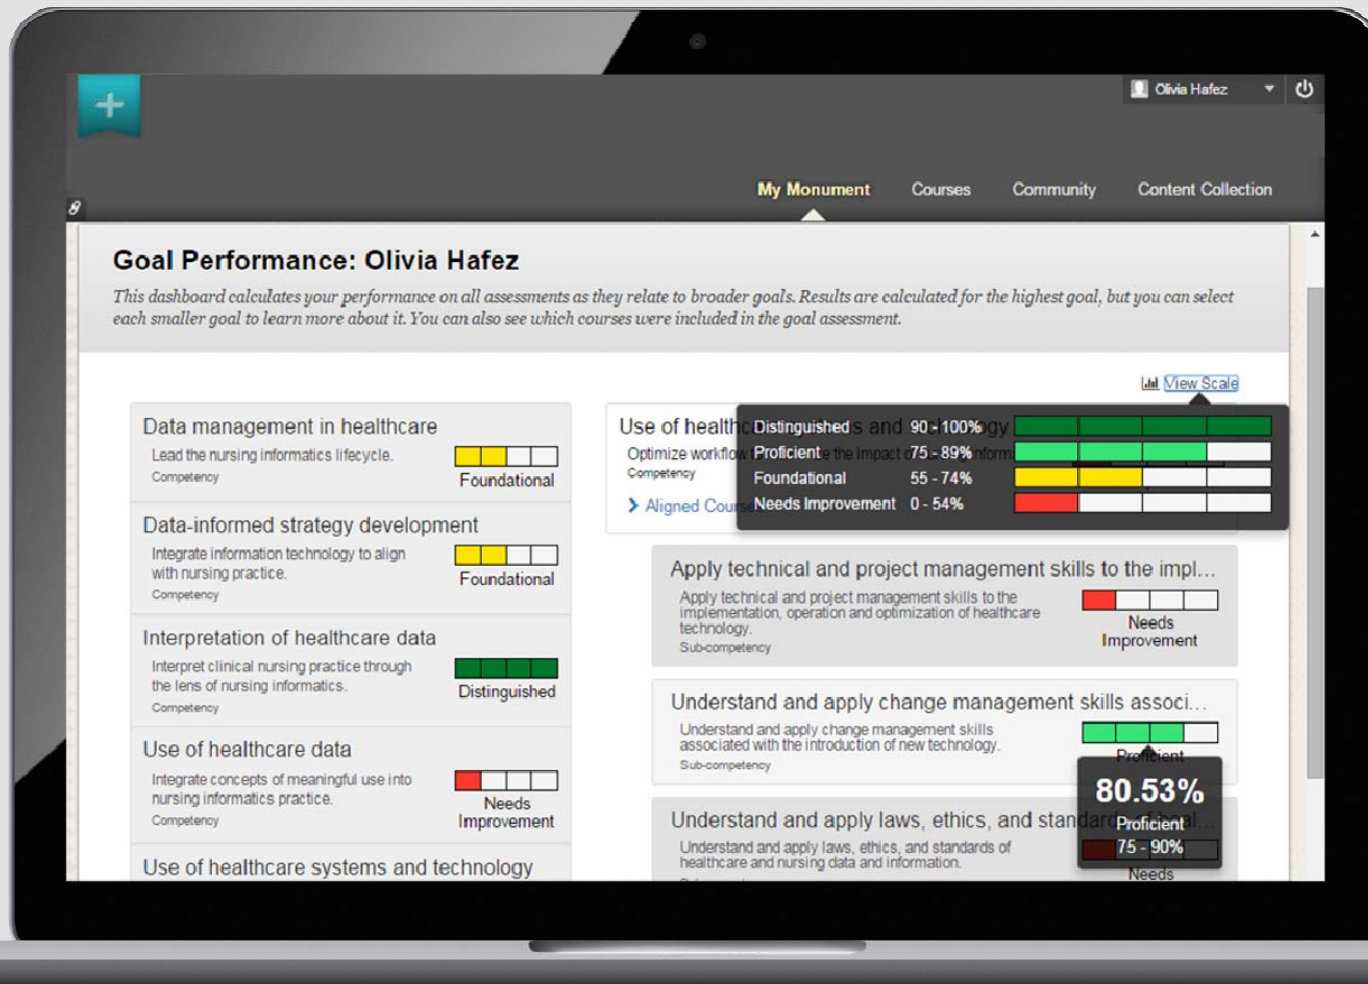 Olivia Hafez
My Monument
Courses
Community
Content Collection
Goal Performance: Olivia Hafez
This dashboard calculates your performance on all assessments as they relate to broader goals. Results are calculated for the highest goal, but you can select
each smaller goal to learn more about it. You can also see which courses were included in the goal assessment.
View Scale
Data management in healthcare
Lead the nursing informatics lifecycle.
Competency
Foundational
Data-informed strategy development
Integrate information technology to align
with nursing practice.
Competency
Foundational
Interpretation of healthcare data
Interpret clinical nursing practice through
the lens of nursing informatics.
Competency
Distinguished
Use of healthcare data
Integrate concepts of meaningful use into
nursing informatics practice.
Competency
Needs
Improvement
Use of healthcare systems and technology
Use of
Optimize workflow
Competency
Aligned
Distinguished 90 - 100%
Proficient 75 - 89%
Foundational 55 - 74%
Needs Improvement 0 - 54%
Apply technical and project management skills to the impl...
Apply technical and project management skills to the
implementation, operation and optimization of healthcare
technology.
Sub-competency
Needs
Improvement
Understand and apply change management skills associ...
Understand and apply change management skills
associated with the introduction of new technology.
Sub-competency
Proficient
80.53%
Proficient
75 - 90%
Understand and apply laws, ethics, and
Understand and apply laws, ethics, and standards of
healthcare and nursing data and information.
Needs